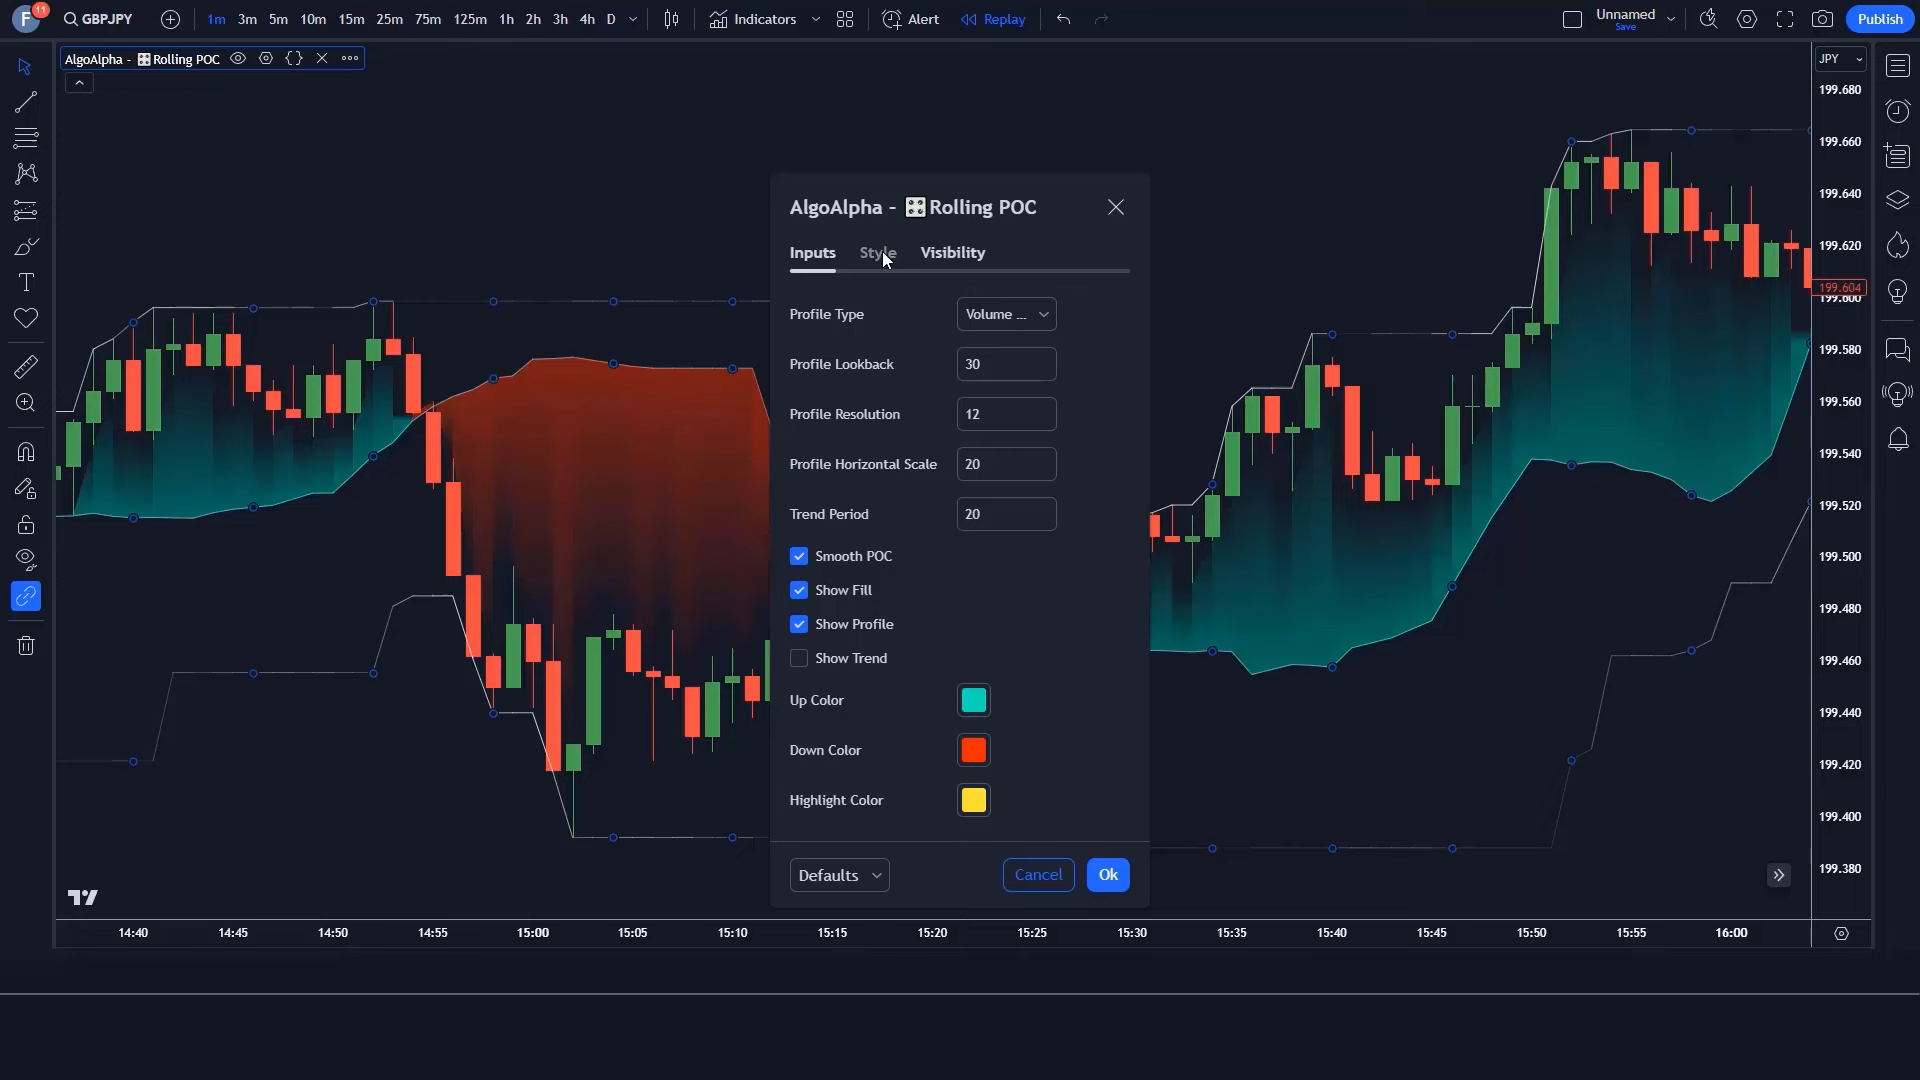 F 11 GBPJPY 1m 3m 5m 10m 15m 25m 75m 125m 1h 2h 3h 4h D Indicators Alert Replay Unnamed Publish
Save
AlgoAlpha - Rolling POC
JPY
199.680
199.660
199.640
199.620
199.604
199.600
199.580
199.560
199.540
199.520
199.500
199.480
199.460
199.440
199.420
199.400
199.380
AlgoAlpha - Rolling POC
Inputs Style Visibility
Profile Type Volume ...
Profile Lookback 30
Profile Resolution 12
Profile Horizontal Scale 20
Trend Period 20
Smooth POC
Show Fill
Show Profile
Show Trend
Up Color
Down Color
Highlight Color
Defaults Cancel Ok
14:40 14:45 14:50 14:55 15:00 15:05 15:10 15:15 15:20 15:25 15:30 15:35 15:40 15:45 15:50 15:55 16:00